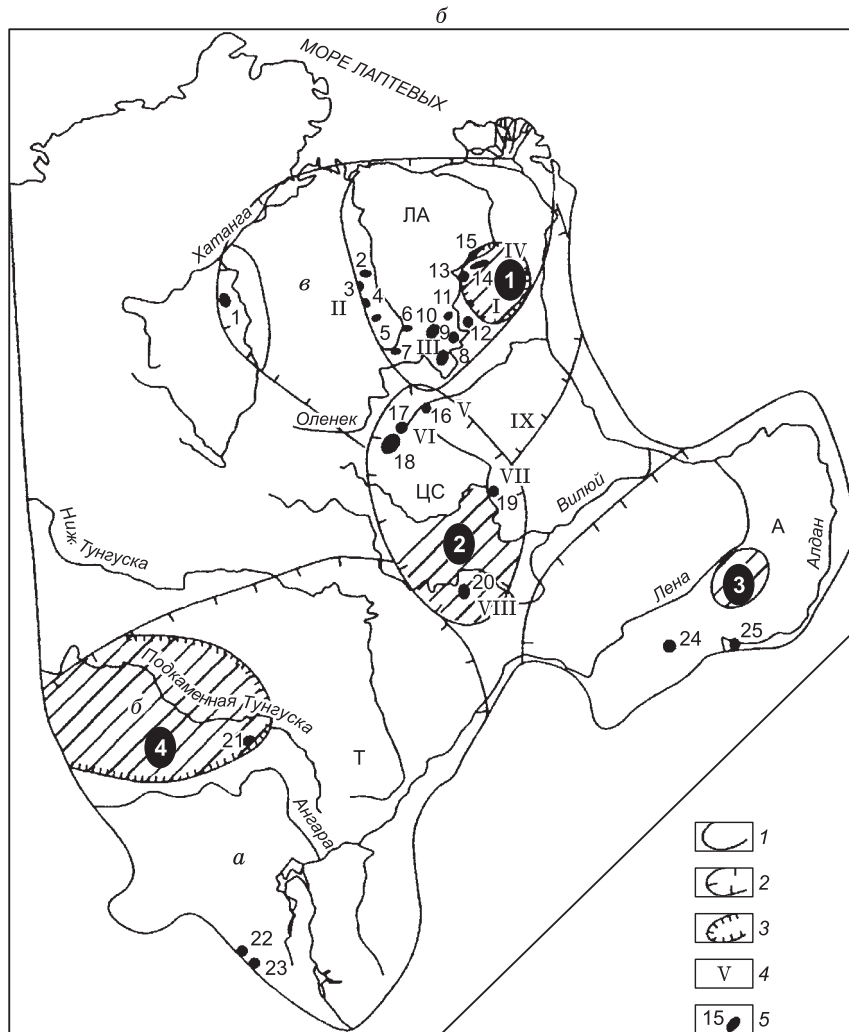 б
МОРЕ ЛАПТЕВЫХ
Хатанга
ЛА
15
IV
2
13
14
1
3
в
4
II
I
1
11
5
6
10
12
9
III
7
8
Оленек
16
V
17
IX
VI
18
VII
ЦС
19
Вилюй
Ниж. Тунгуска
А
Алдан
2
20
Лена
3
VIII
24
25
Подкаменная Тунгуска
б
4
21
Т
Ангара
а
1
2
3
V 4
22
23
15 5